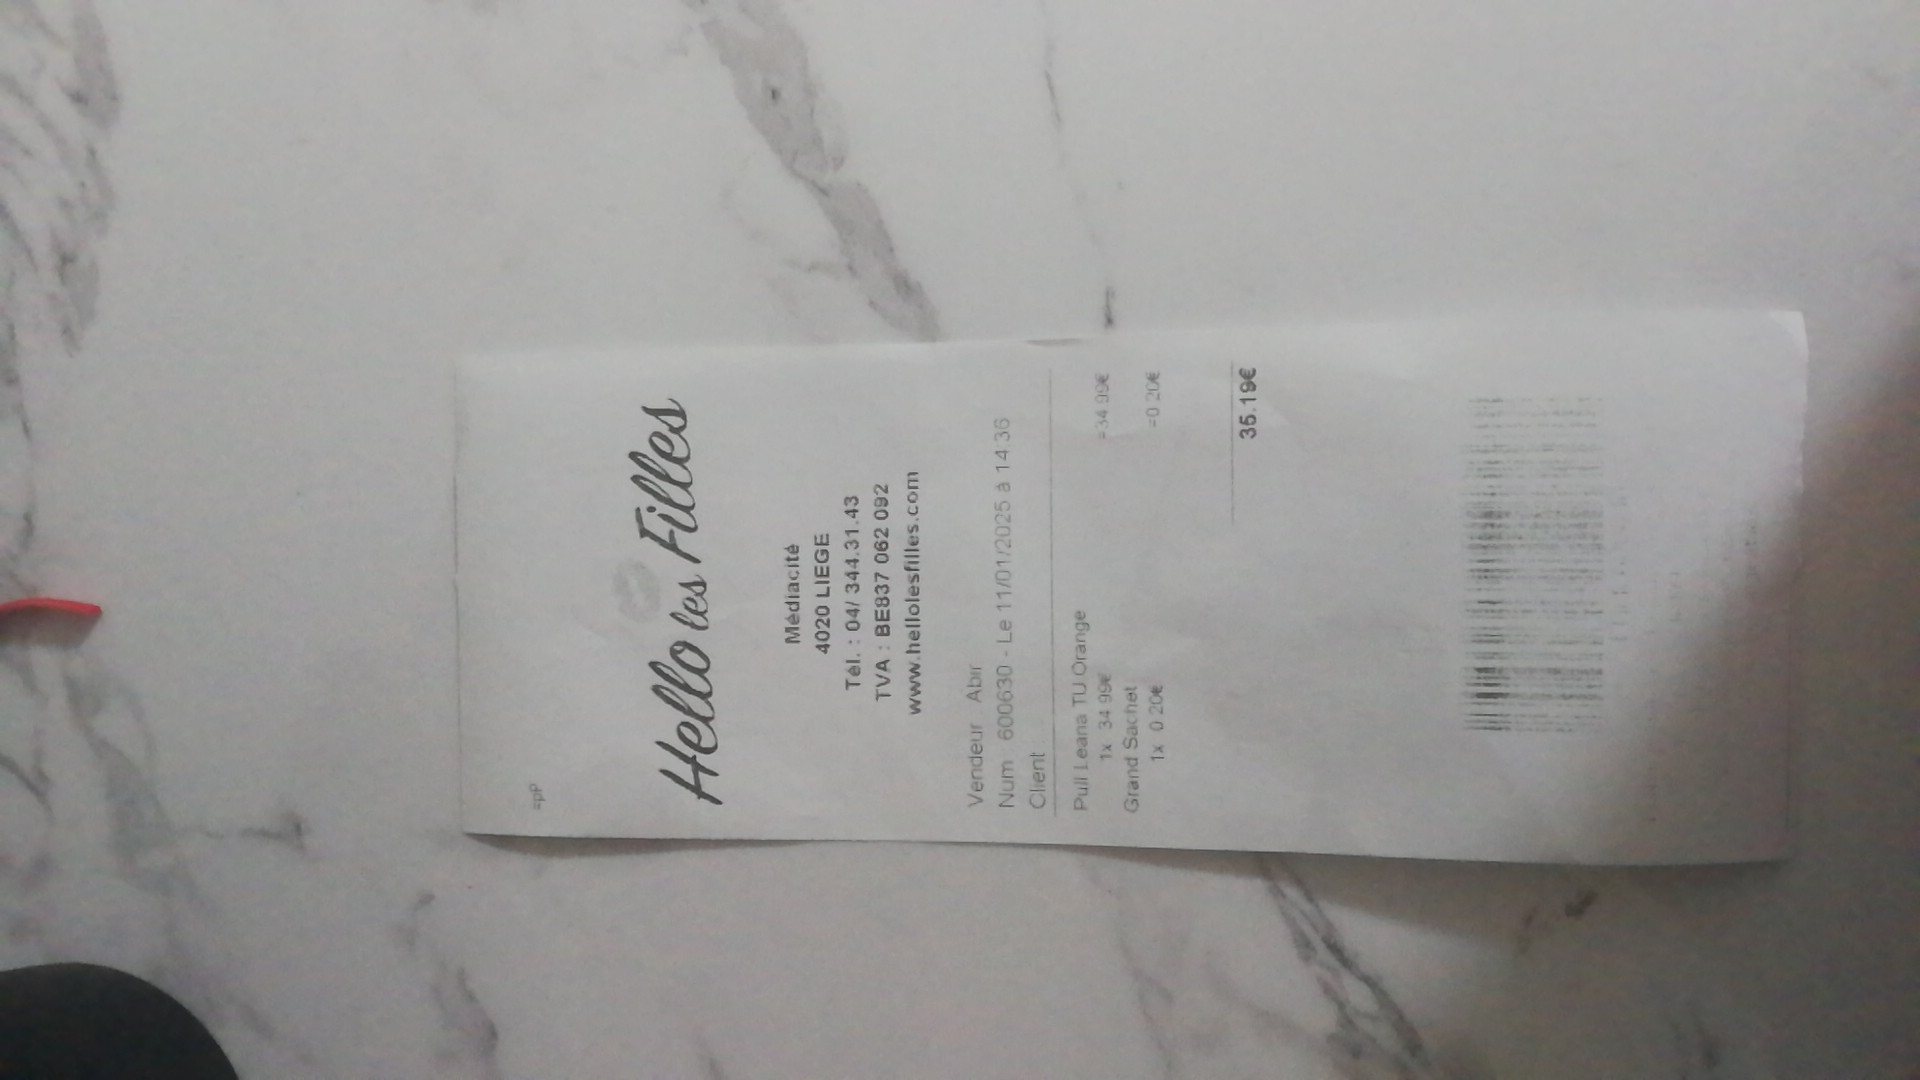 =pP
Hello les Filles
Médiacité
4020 LIEGE
Tél. : 04/ 344.31.43
TVA : BE837 062 092
www.hellolesfilles.com
Vendeur Abir
Num 600630 - Le 11/01/2025 à 14:36
Client
Pull Leana TU.Orange
1x 34.99€ =34.99€
Grand Sachet
1x 0.20€ =0.20€
35.19€